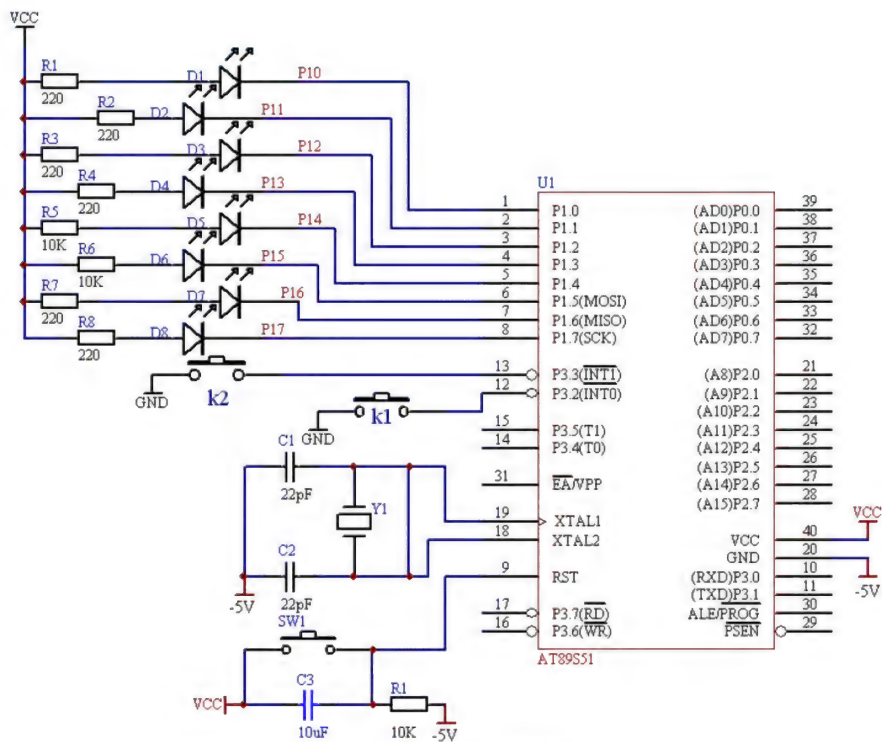 VCC
R1
220
D1
P10
R2
220
D2
P11
R3
220
D3
P12
R4
220
D4
P13
R5
10K
D5
P14
R6
10K
D6
P15
R7
220
D7
P16
R8
220
D8
P17
GND
k2
GND
k1
C1
22pF
Y1
C2
22pF
-5V
SW1
VCC
C3
10uF
R1
10K
-5V
U1
1 P1.0 (AD0)P0.0 39
2 P1.1 (AD1)P0.1 38
3 P1.2 (AD2)P0.2 37
4 P1.3 (AD3)P0.3 36
5 P1.4 (AD4)P0.4 35
6 P1.5(MOSI) (AD5)P0.5 34
7 P1.6(MISO) (AD6)P0.6 33
8 P1.7(SCK) (AD7)P0.7 32
13 P3.3(INT1) (A8)P2.0 21
12 P3.2(INT0) (A9)P2.1 22
(A10)P2.2 23
15 P3.5(T1) (A11)P2.3 24
14 P3.4(T0) (A12)P2.4 25
(A13)P2.5 26
31 EA/VPP (A14)P2.6 27
(A15)P2.7 28
19 XTAL1
18 XTAL2 VCC 40 VCC
GND 20 -5V
9 RST (RXD)P3.0 10
(TXD)P3.1 11
17 P3.7(RD) ALE/PROG 30
16 P3.6(WR) PSEN 29
AT89S51